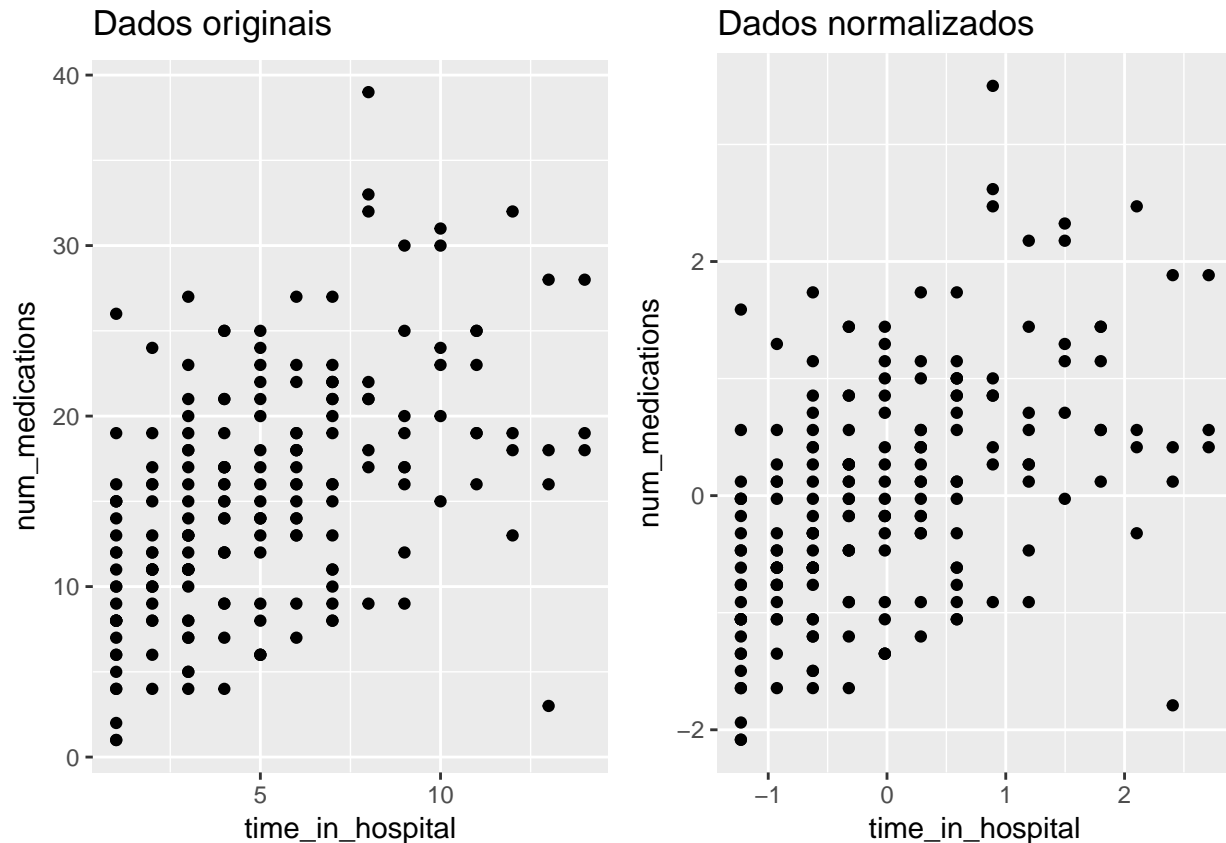 Dados originais
40
30
20
10
0
num_medications
5
10
time_in_hospital
Dados normalizados
2
0
−2
num_medications
−1
0
1
2
time_in_hospital